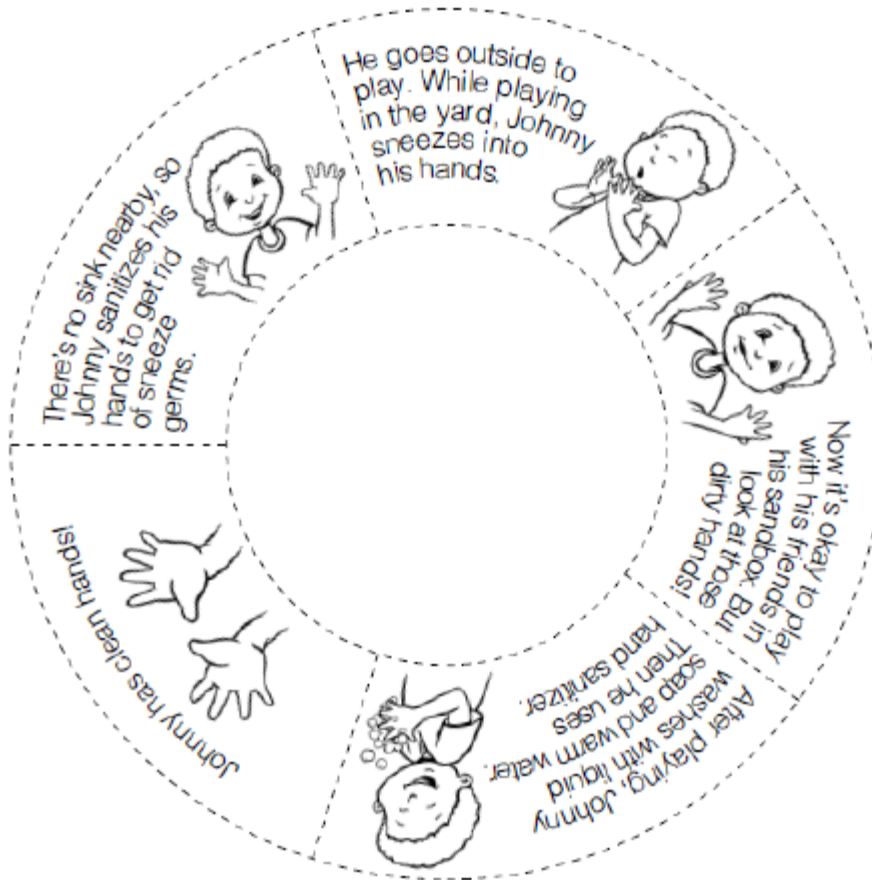 He goes outside to
play. While playing
in the yard, Johnny
sneezes into
his hands.
Now it's okay to play
with his friends in
his sandbox. But
look at those
dirty hands!
After playing, Johnny
washes with liquid
soap and warm water.
Then he uses
hand sanitizer.
Johnny has clean hands!
There's no sink nearby, so
Johnny sanitizes his
hands to get rid
of sneeze
germs.